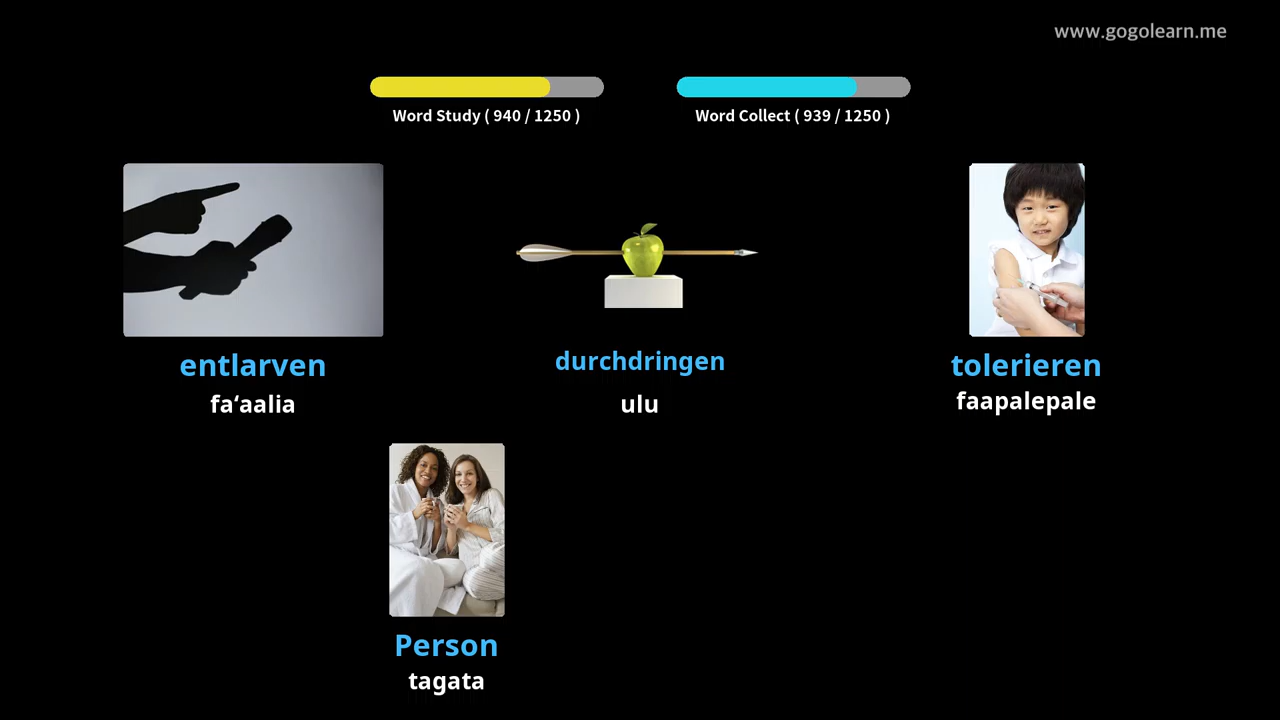 www.gogolearn.me
Word Study ( 940 / 1250 )
Word Collect ( 939 / 1250 )
entlarven
durchdringen
tolerieren
fa‘aalia
ulu
faapalepale
Person
tagata